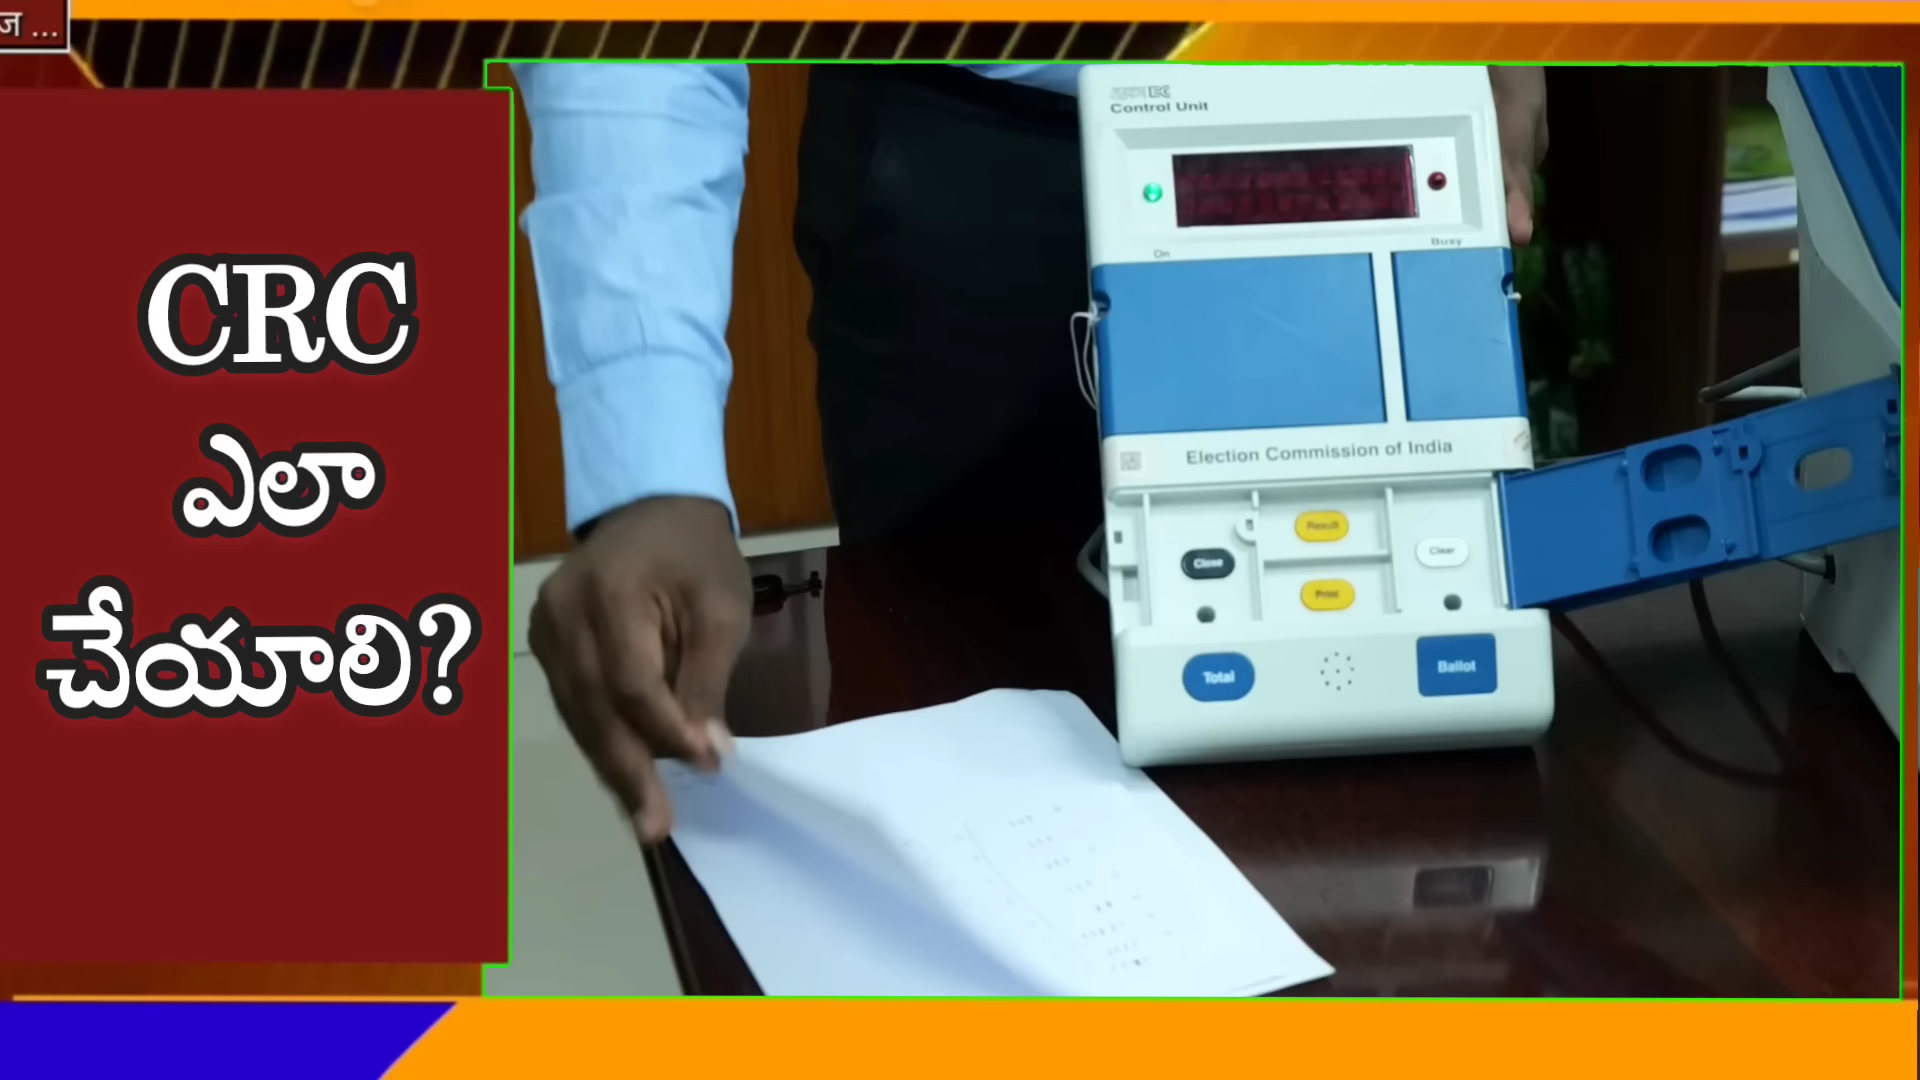 ज ...
CRC
ఎలా
చేయాలి?
Control Unit
On
Busy
Election Commission of India
Result
Close
Clear
Print
Total
Ballot